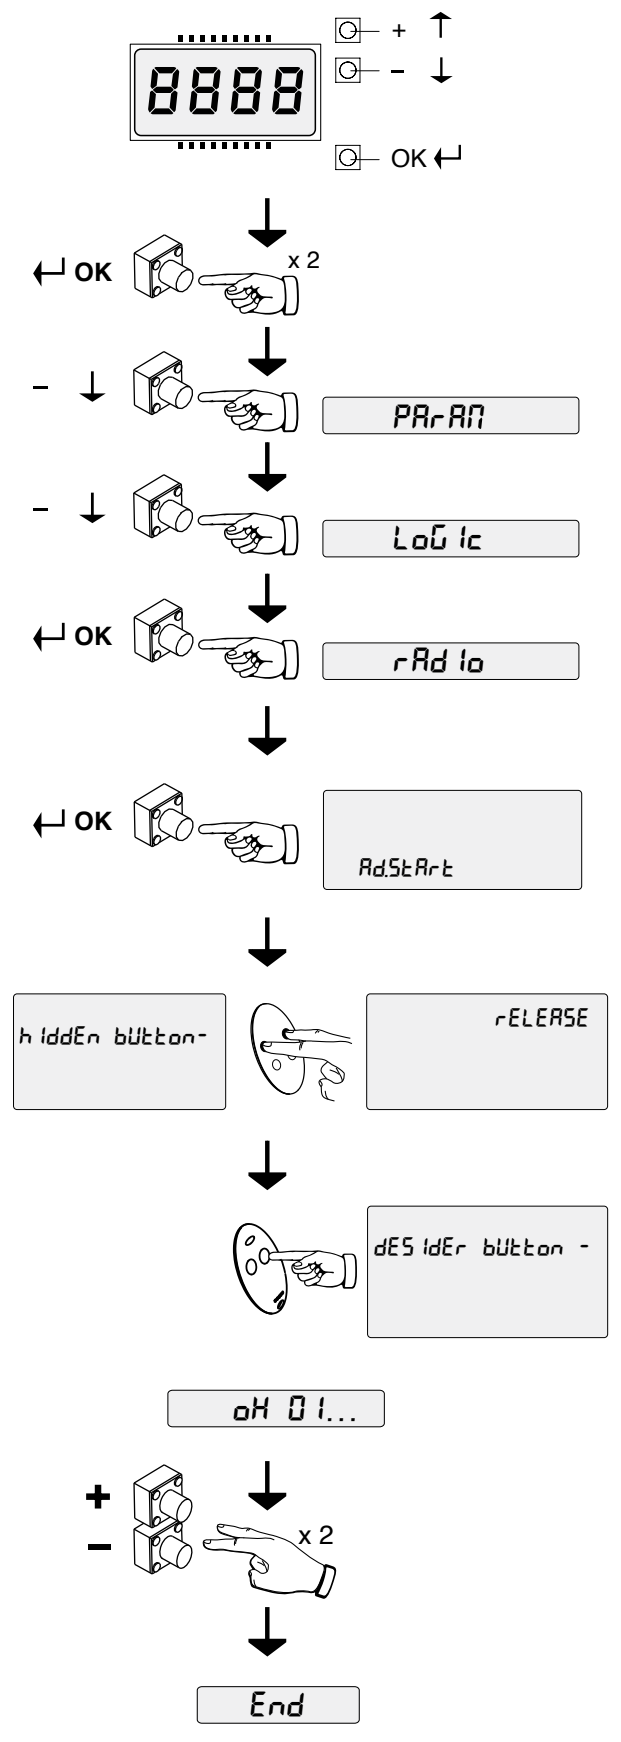 + ↑
8888
– ↓
OK ↵
x 2
↵ OK
– ↓
PArAM
– ↓
LoGIc
↵ OK
rAdIo
↵ OK
Ad.StArt
hIddEn bUtton-
rELEASE
dESIdEr bUtton -
oK 01...
+
–
x 2
End